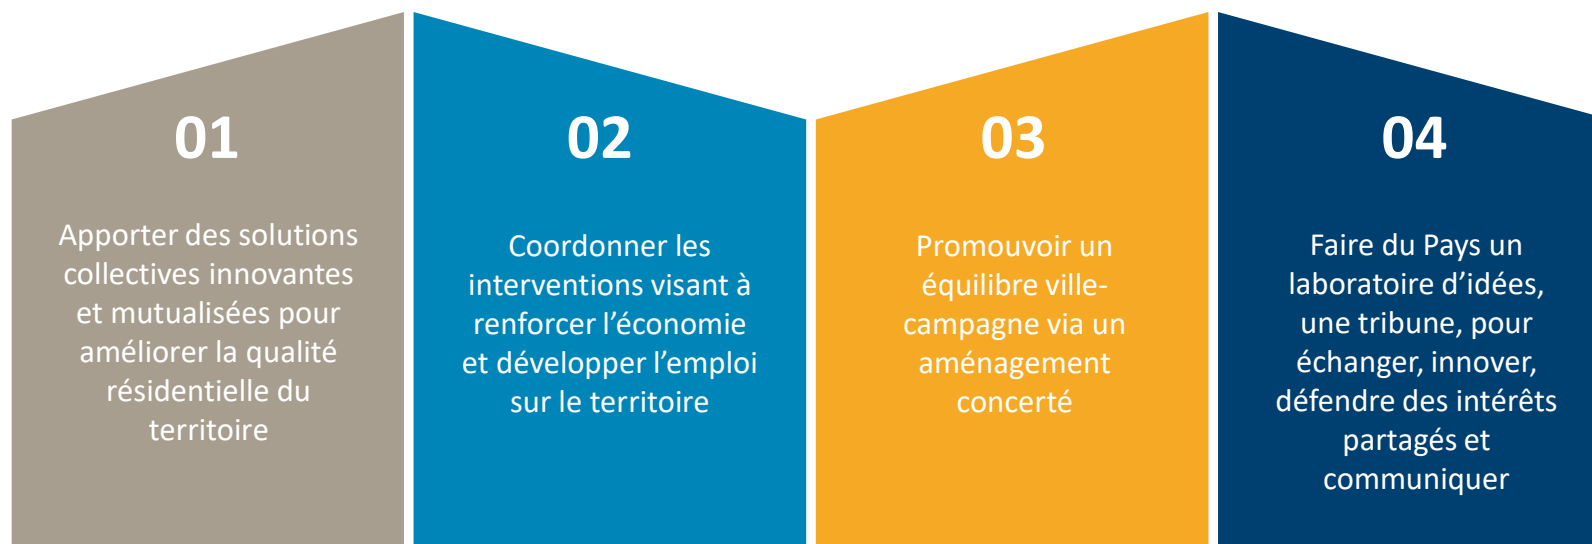 01
Apporter des solutions
collectives innovantes
et mutualisées pour
améliorer la qualité
résidentielle du
territoire
02
Coordonner les
interventions visant à
renforcer l’économie
et développer l’emploi
sur le territoire
03
Promouvoir un
équilibre ville-
campagne via un
aménagement
concerté
04
Faire du Pays un
laboratoire d’idées,
une tribune, pour
échanger, innover,
défendre des intérêts
partagés et
communiquer